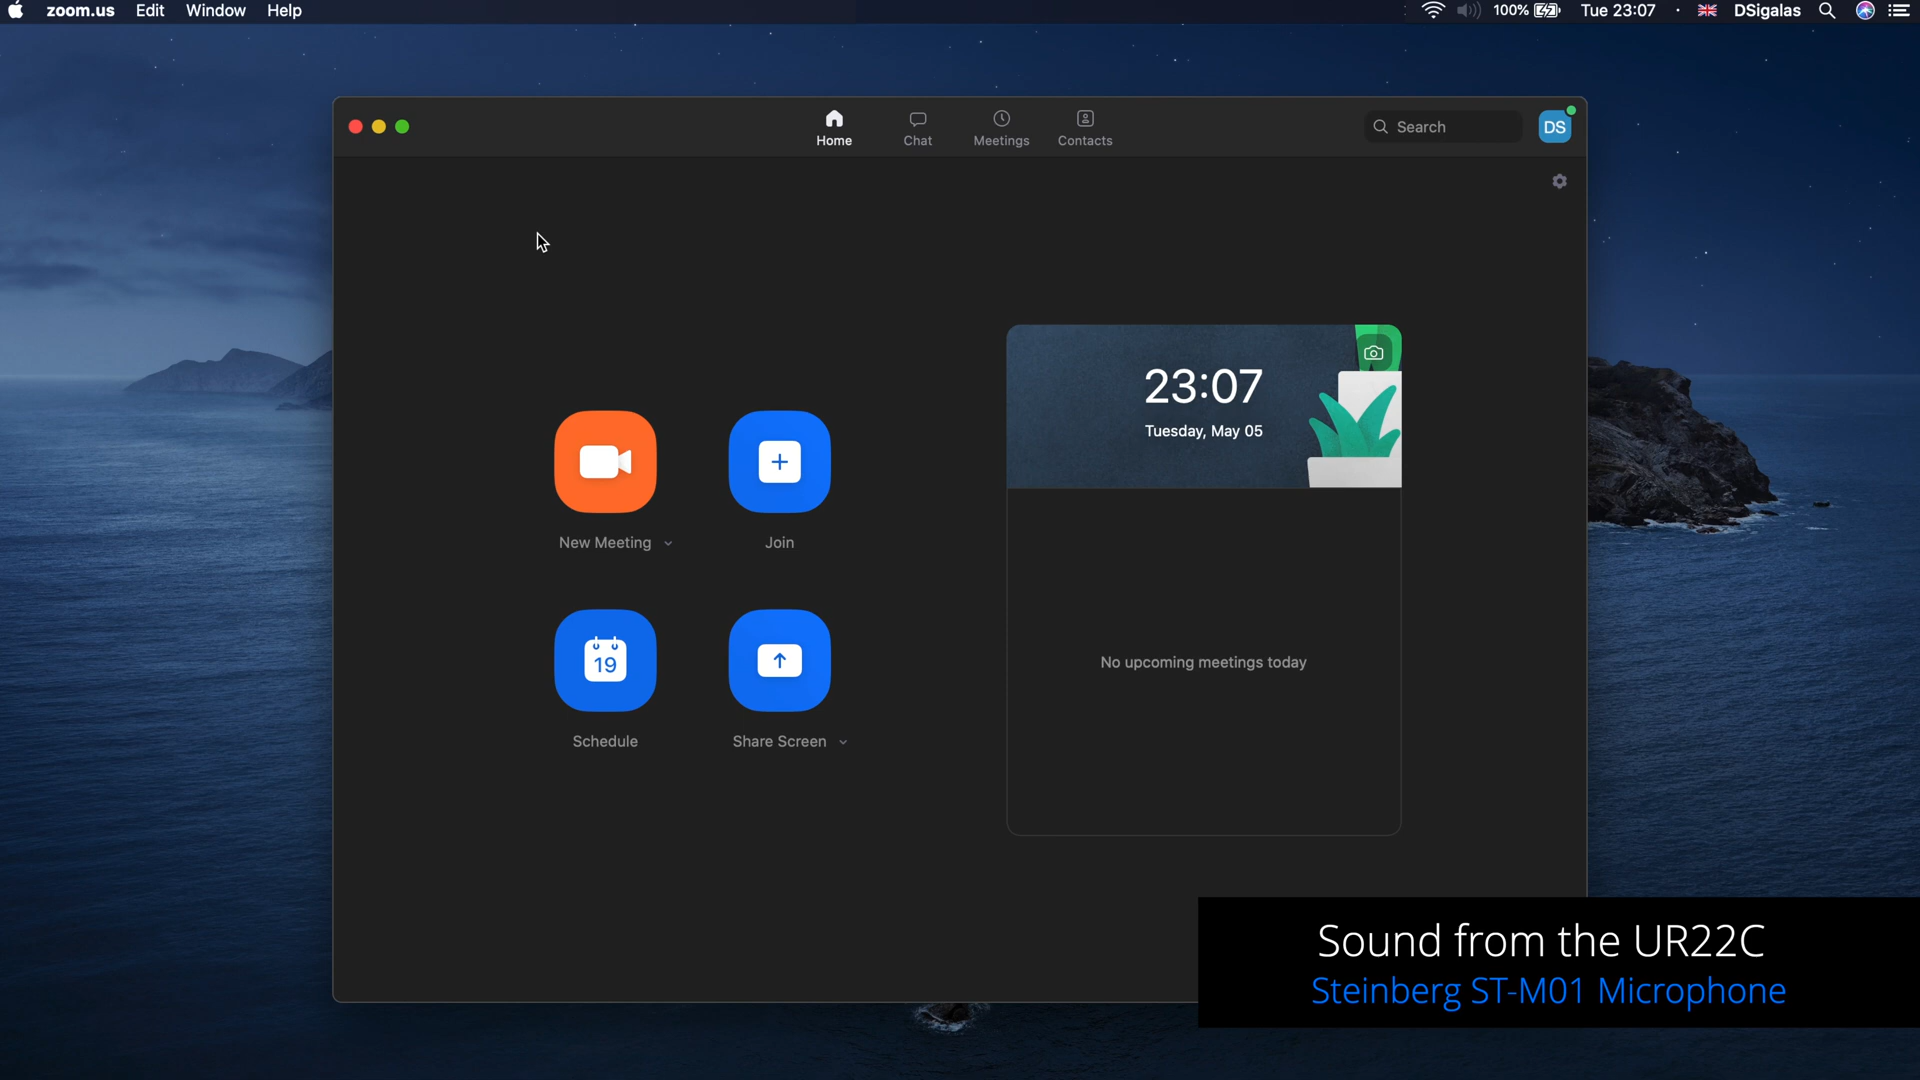 zoom.us Edit Window Help
100% Tue 23:07 DSigalas
Home Chat Meetings Contacts
Search
DS
23:07
Tuesday, May 05
New Meeting
Join
19
Schedule
Share Screen
No upcoming meetings today
Sound from the UR22C
Steinberg ST-M01 Microphone